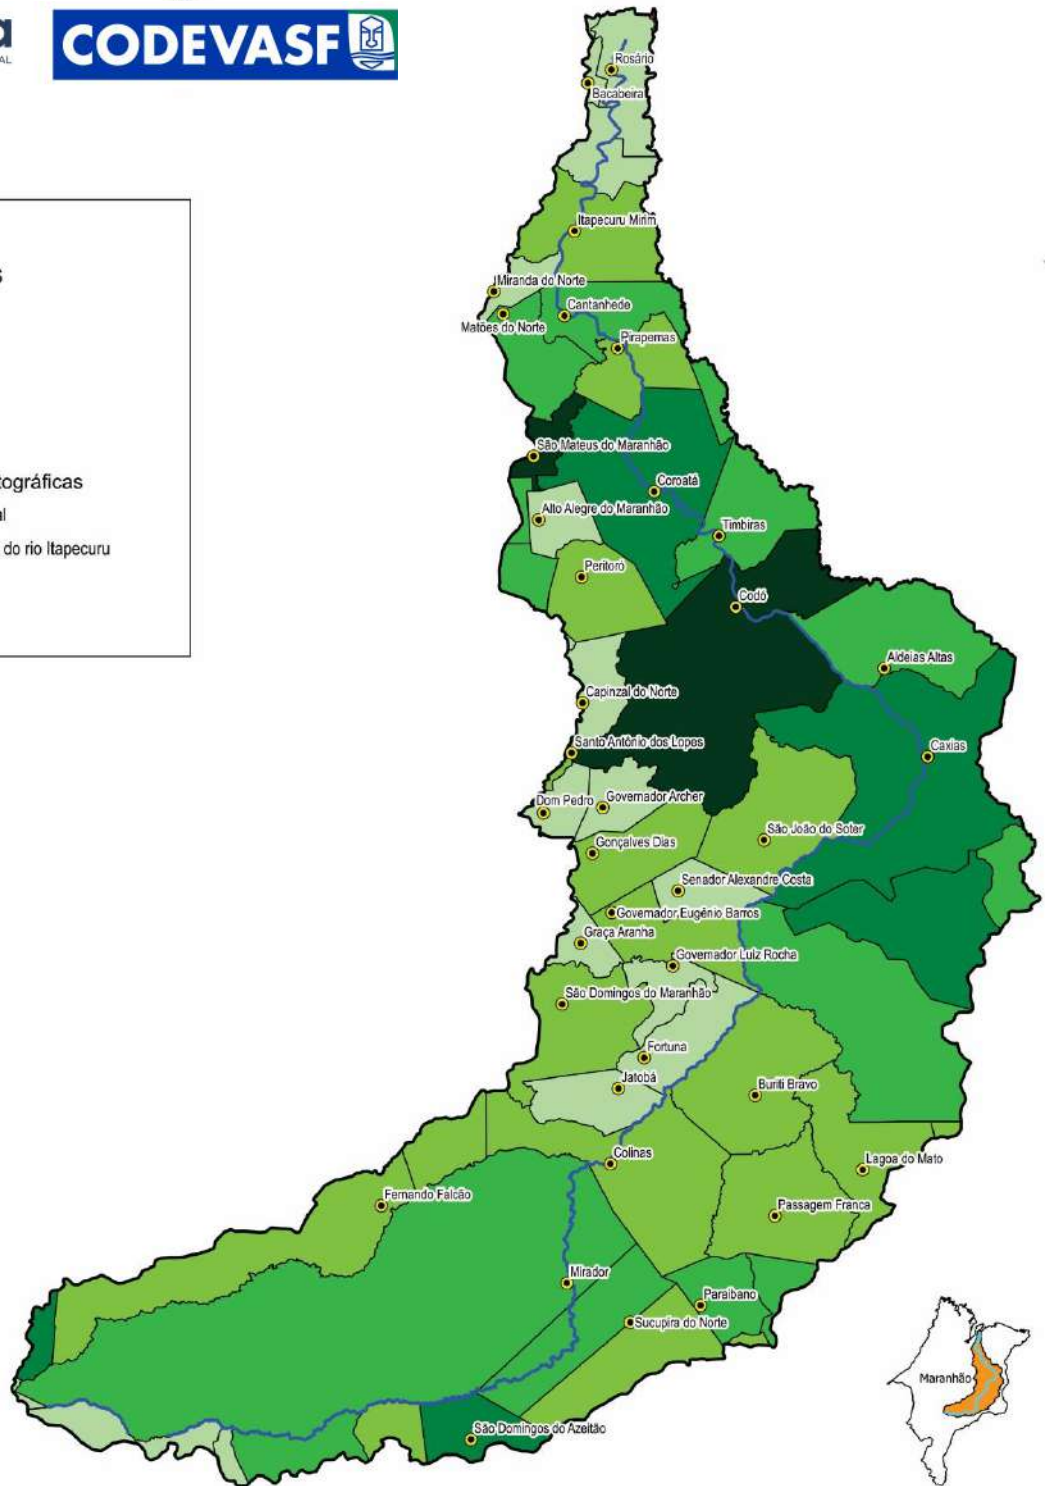 CODEVASF
AL
Rosário
Bacabeira
Itapecuru Mirim
Miranda do Norte
Cantanhede
Matões do Norte
Pirapemas
São Mateus do Maranhão
ográficas
Coroatá
al
Alto Alegre do Maranhão
Timbiras
do rio Itapecuru
Peritoró
Codó
Aldeias Altas
Capinzal do Norte
Santo Antônio dos Lopes
Caxias
Dom Pedro
Governador Archer
São João do Soter
Gonçalves Dias
Senador Alexandre Costa
Governador Eugênio Barros
Graça Aranha
Governador Luiz Rocha
São Domingos do Maranhão
Fortuna
Jatobá
Buriti Bravo
Colinas
Lagoa do Mato
Fernando Falcão
Passagem Franca
Mirador
Paraibano
Sucupira do Norte
Maranhão
São Domingos do Azeitão